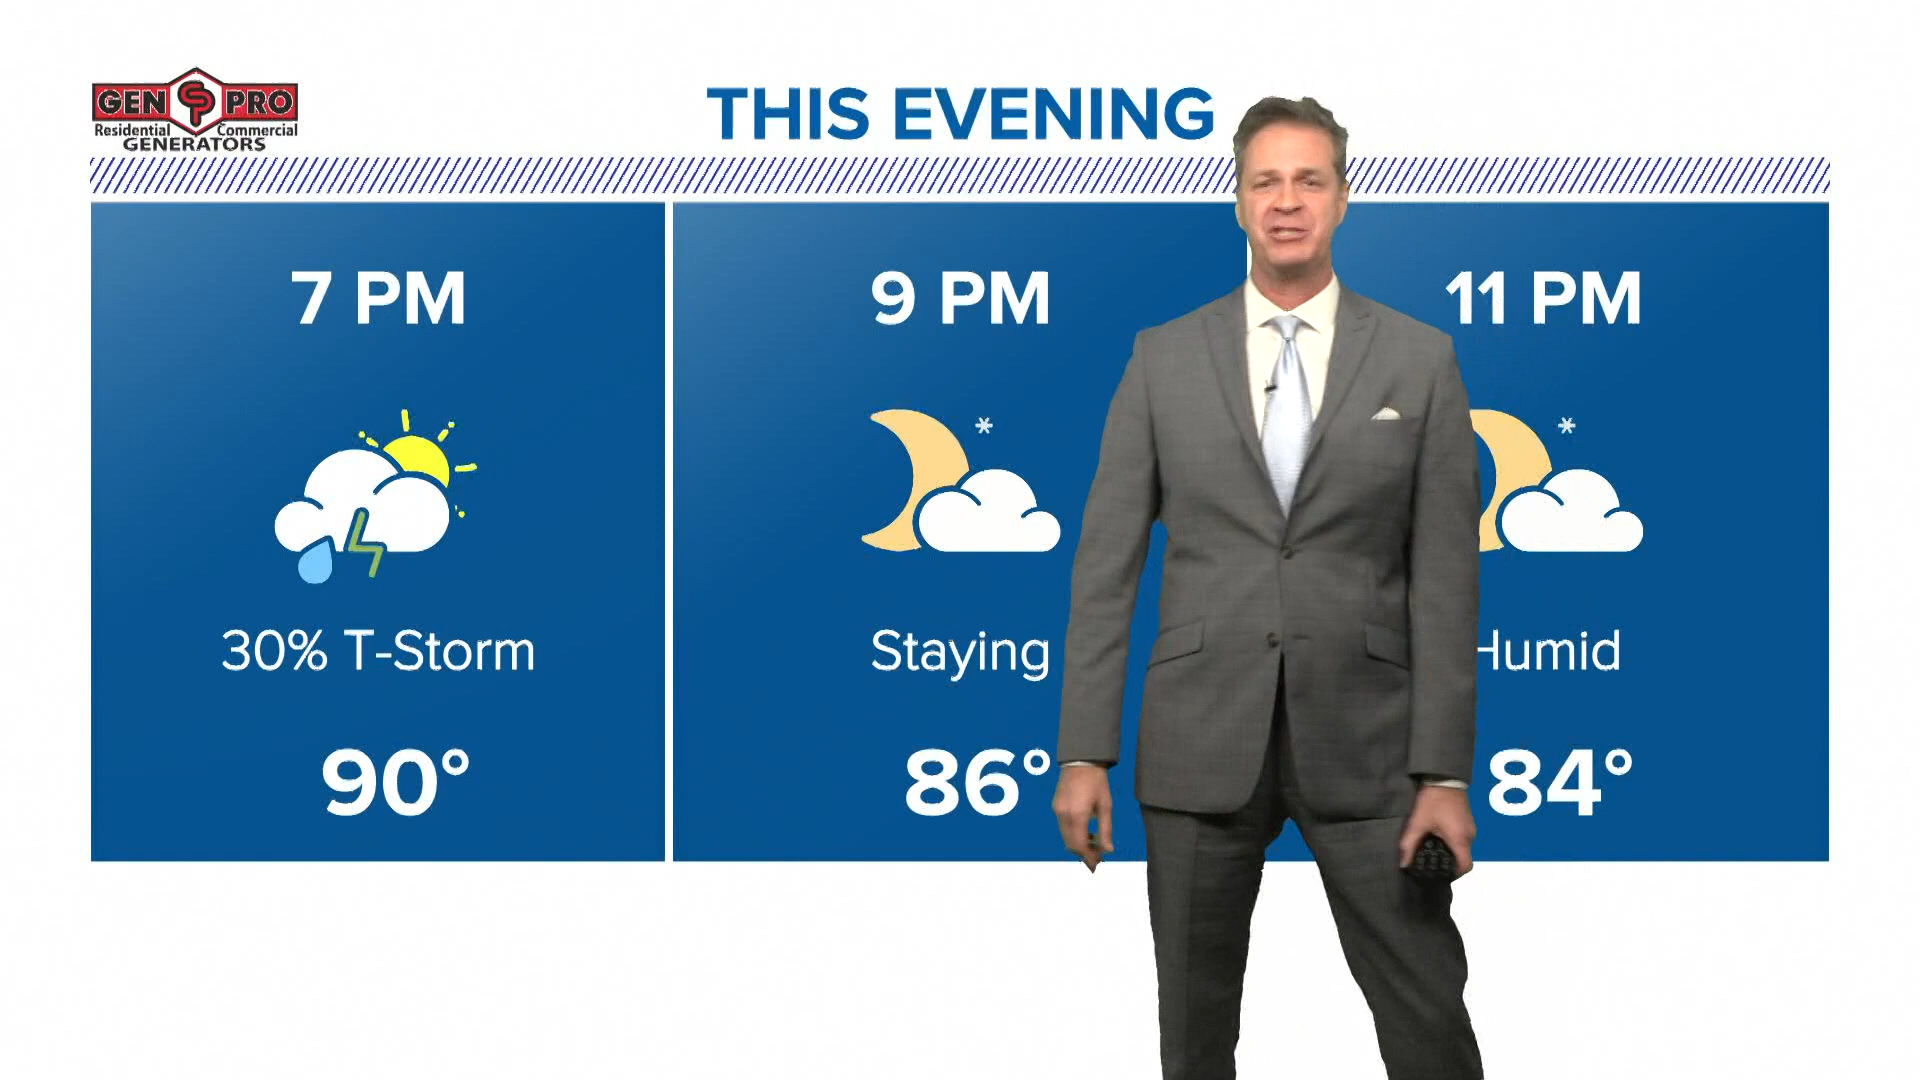 GEN PRO
Residential Commercial
GENERATORS
THIS EVENING
7 PM
30% T-Storm
90°
9 PM
Staying
86°
11 PM
Humid
84°